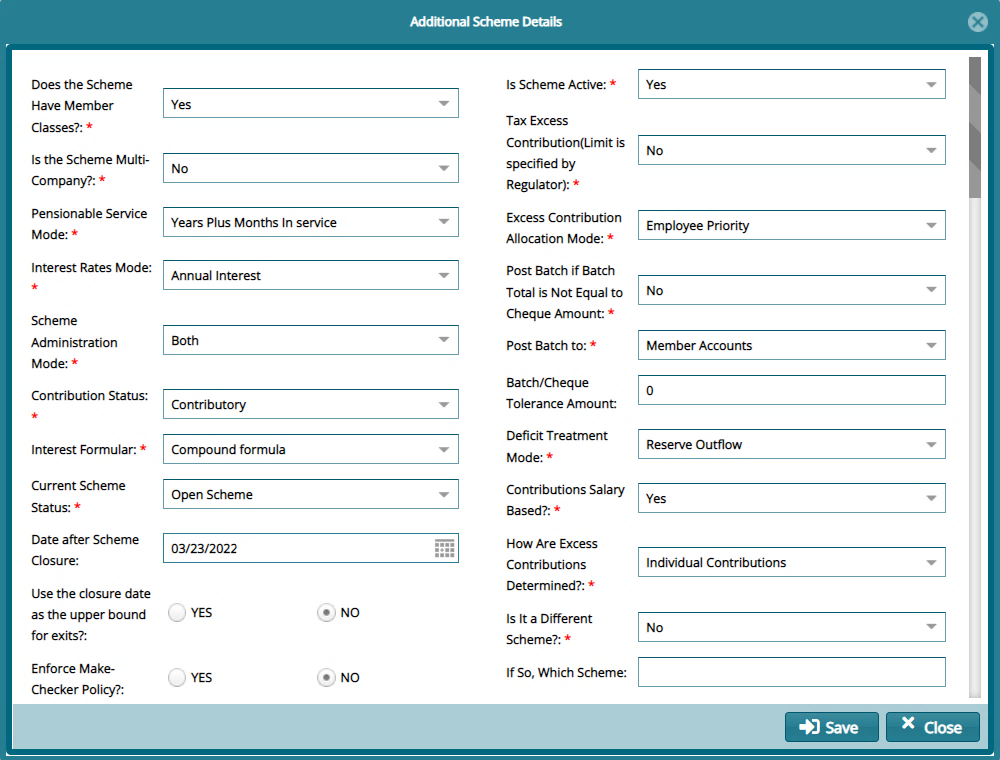 Additional Scheme Details
Does the Scheme
Have Member
Classes?: *
Yes
Is the Scheme Multi-
Company?: *
No
Pensionable Service
Mode: *
Years Plus Months In service
Interest Rates Mode:
*
Annual Interest
Scheme
Administration
Mode: *
Both
Contribution Status:
*
Contributory
Interest Formular: *
Compound formula
Current Scheme
Status: *
Open Scheme
Date after Scheme
Closure:
03/23/2022
Use the closure date
as the upper bound
for exits?:
YES NO
Enforce Make-
Checker Policy?:
YES NO
Is Scheme Active: *
Yes
Tax Excess
Contribution(Limit is
specified by
Regulator): *
No
Excess Contribution
Allocation Mode: *
Employee Priority
Post Batch if Batch
Total is Not Equal to
Cheque Amount: *
No
Post Batch to: *
Member Accounts
Batch/Cheque
Tolerance Amount:
0
Deficit Treatment
Mode: *
Reserve Outflow
Contributions Salary
Based?: *
Yes
How Are Excess
Contributions
Determined?: *
Individual Contributions
Is It a Different
Scheme?: *
No
If So, Which Scheme:
Save Close